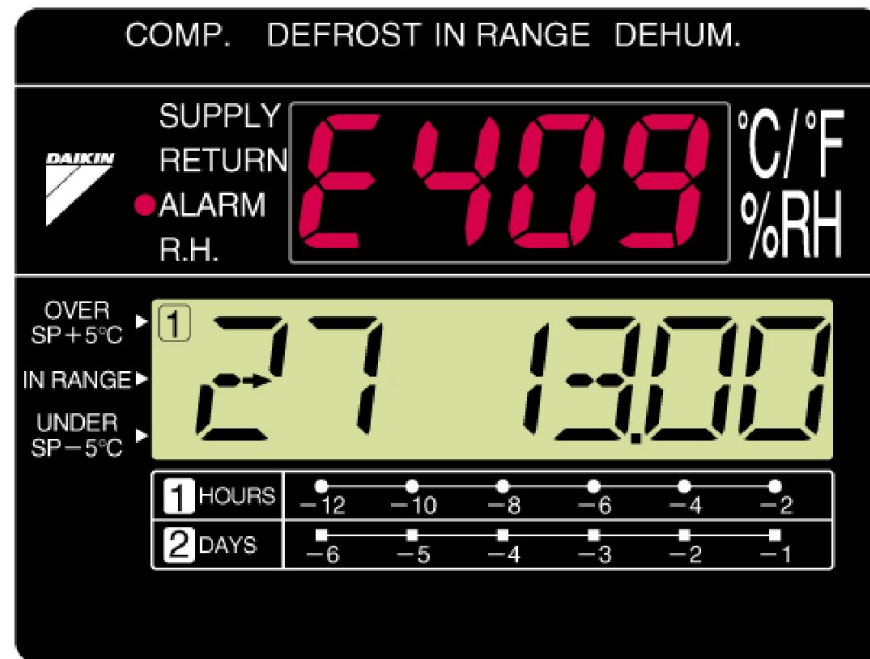 COMP. DEFROST IN RANGE DEHUM.
SUPPLY
RETURN
ALARM
R.H.
DAIKIN
E409
°C/°F
%RH
OVER
SP+5°C
IN RANGE
UNDER
SP−5°C
1
27 13.00
1 HOURS −12 −10 −8 −6 −4 −2
2 DAYS −6 −5 −4 −3 −2 −1